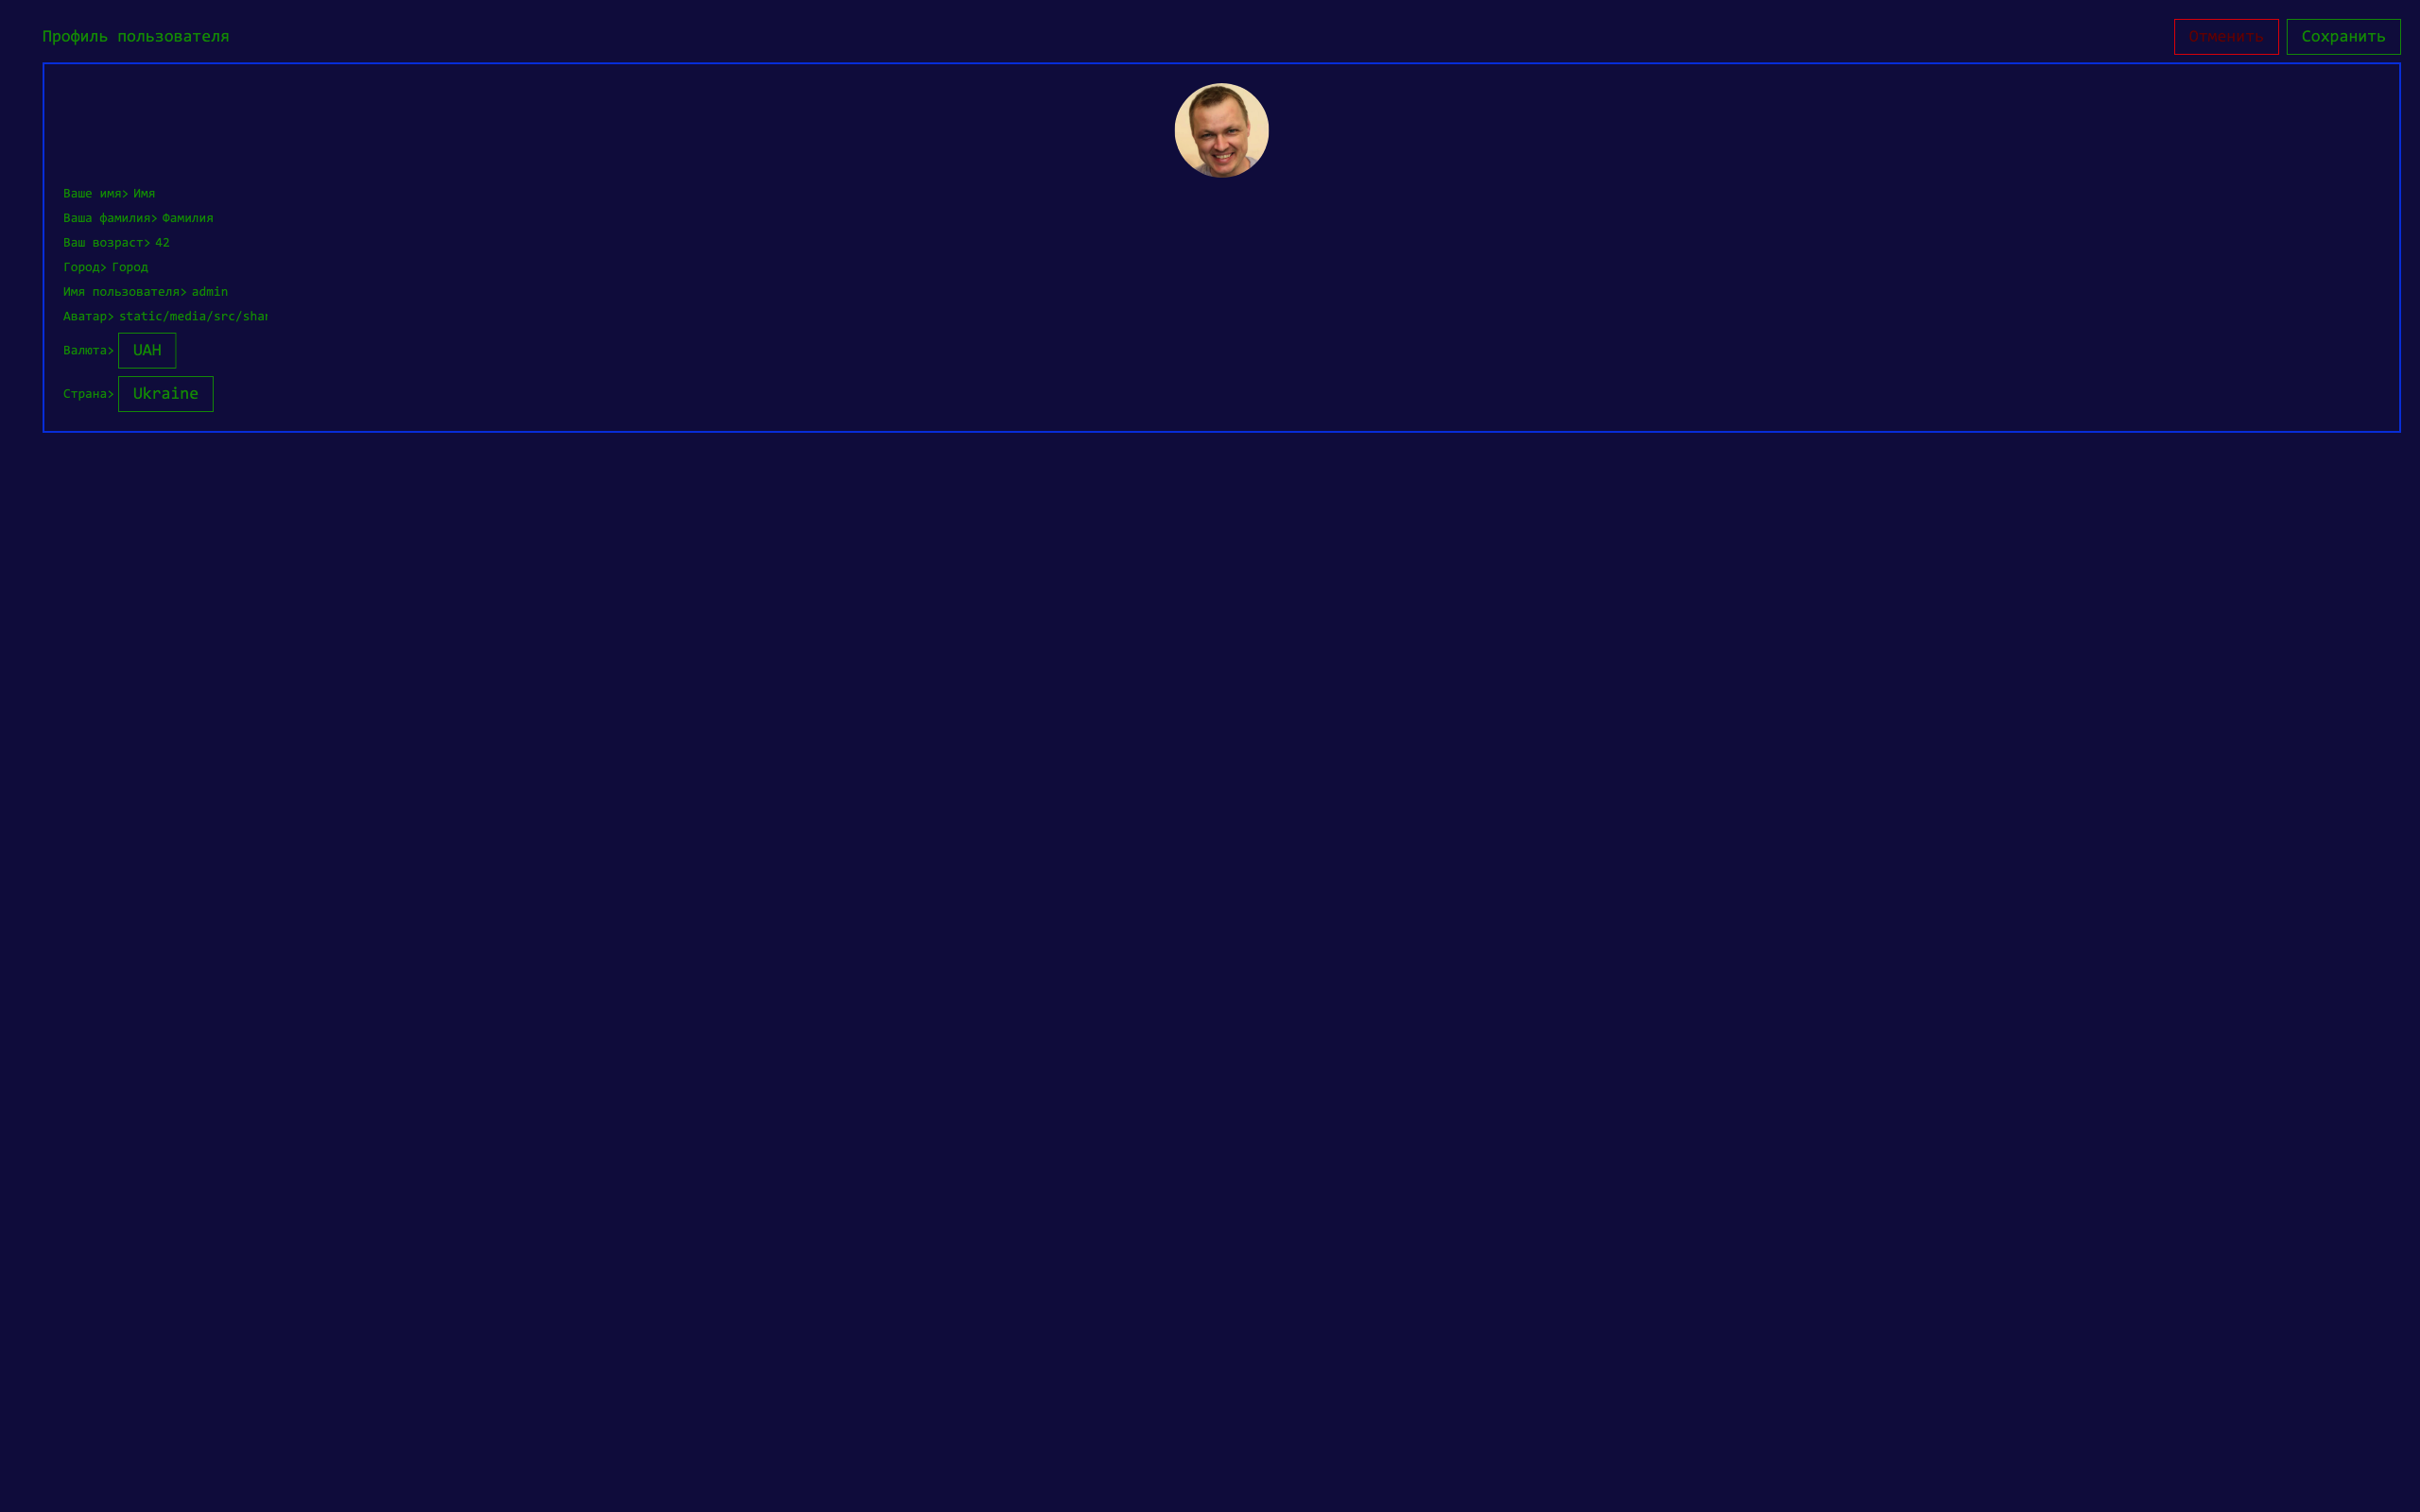 Профиль пользователя
Отменить
Сохранить
Ваше имя> Имя
Ваша фамилия> Фамилия
Ваш возраст> 42
Город> Город
Имя пользователя> admin
Аватар> static/media/src/shar
Валюта> UAH
Страна> Ukraine